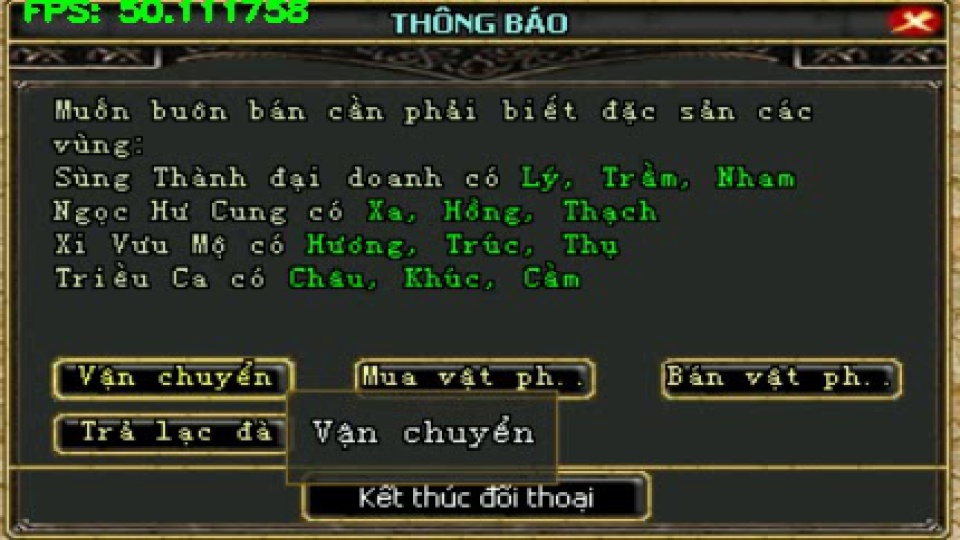 FPS: 50.111758
THÔNG BÁO
Muốn buôn bán cần phải biết đặc sản các
vùng:
Sùng Thành đại doanh có Lý, Trầm, Nham
Ngọc Hư Cung có Xa, Hồng, Thạch
Xi Vưu Mộ có Hương, Trúc, Thụ
Triều Ca có Châu, Khúc, Cầm
Vận chuyển Mua vật ph.. Bán vật ph..
Trả lạc đà Vận chuyển
Kết thúc đối thoại